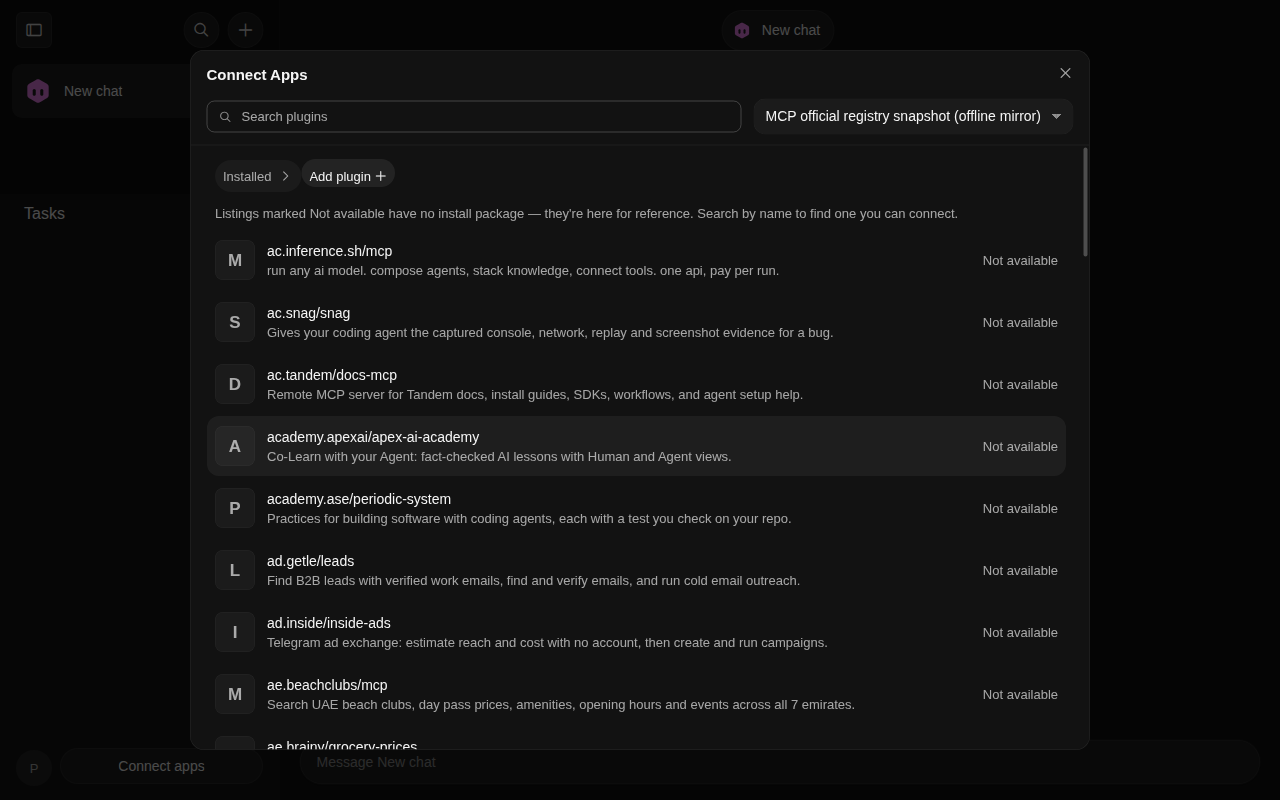 New chat
New chat
Connect Apps
Search plugins
MCP official registry snapshot (offline mirror)
Installed
Add plugin
Listings marked Not available have no install package — they're here for reference. Search by name to find one you can connect.
M
ac.inference.sh/mcp
run any ai model. compose agents, stack knowledge, connect tools. one api, pay per run.
Not available
S
ac.snag/snag
Gives your coding agent the captured console, network, replay and screenshot evidence for a bug.
Not available
D
ac.tandem/docs-mcp
Remote MCP server for Tandem docs, install guides, SDKs, workflows, and agent setup help.
Not available
A
academy.apexai/apex-ai-academy
Co-Learn with your Agent: fact-checked AI lessons with Human and Agent views.
Not available
P
academy.ase/periodic-system
Practices for building software with coding agents, each with a test you check on your repo.
Not available
L
ad.getle/leads
Find B2B leads with verified work emails, find and verify emails, and run cold email outreach.
Not available
I
ad.inside/inside-ads
Telegram ad exchange: estimate reach and cost with no account, then create and run campaigns.
Not available
M
ae.beachclubs/mcp
Search UAE beach clubs, day pass prices, amenities, opening hours and events across all 7 emirates.
Not available
ae.brainy/grocery-prices
Tasks
P
Connect apps
Message New chat